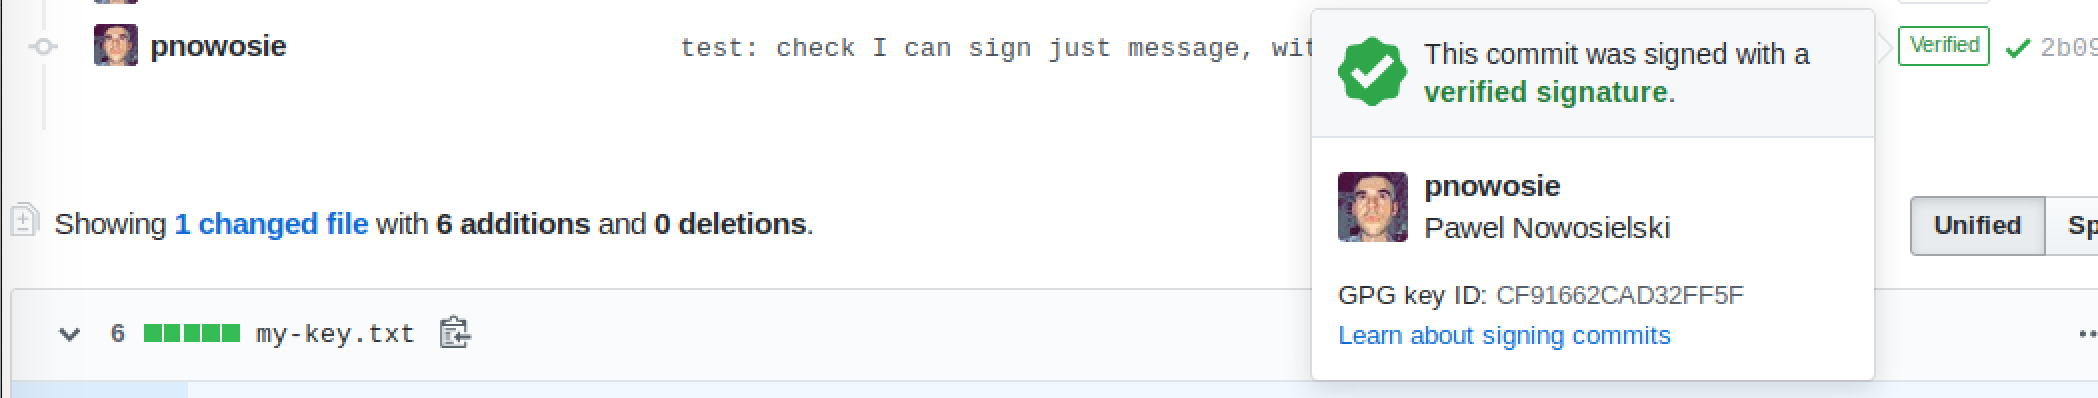 pnowosie
test: check I can sign just message, wit
This commit was signed with a
verified signature.
Verified
2b09
pnowosie
Pawel Nowosielski
Showing 1 changed file with 6 additions and 0 deletions.
Unified
Sp
GPG key ID: CF91662CAD32FF5F
Learn about signing commits
6 my-key.txt